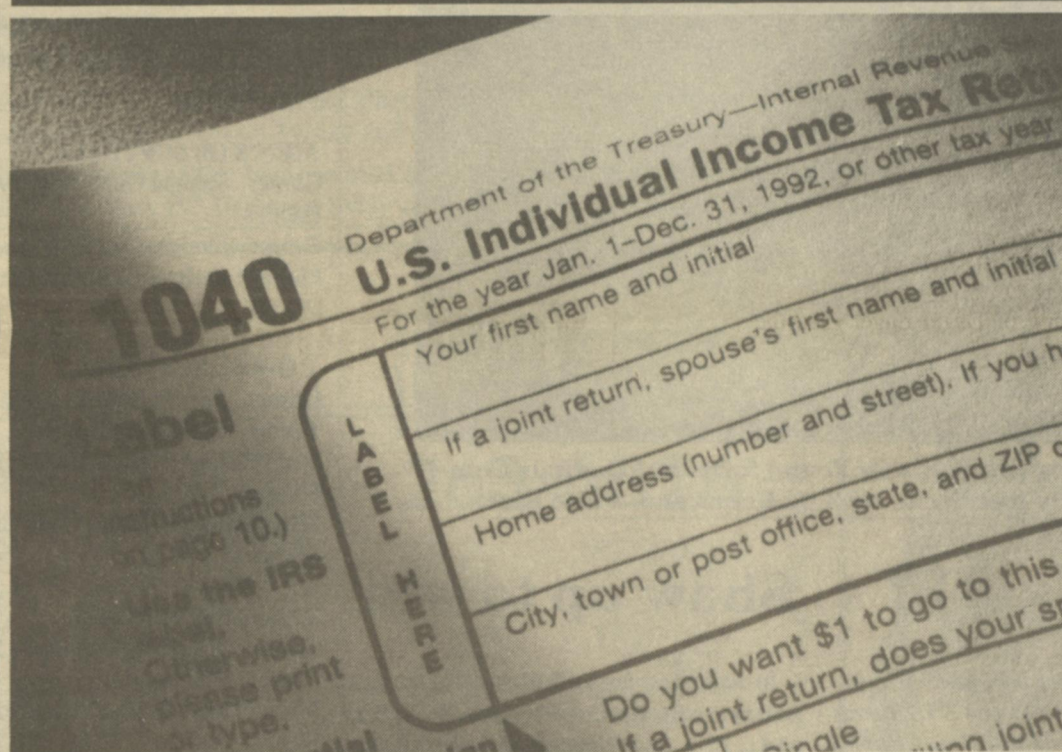 Department of the Treasury—Internal Revenue
1040 U.S. Individual Income Tax
For the year Jan. 1–Dec. 31, 1992, or other tax year
Label
instructions
on page 10.)
Use the IRS
label.
Otherwise,
please print
or type.
LABEL HERE
Your first name and initial
If a joint return, spouse's first name and initial
Home address (number and street). If you h
City, town or post office, state, and ZIP
Do you want $1 to go to this
If a joint return, does your
Single
joint